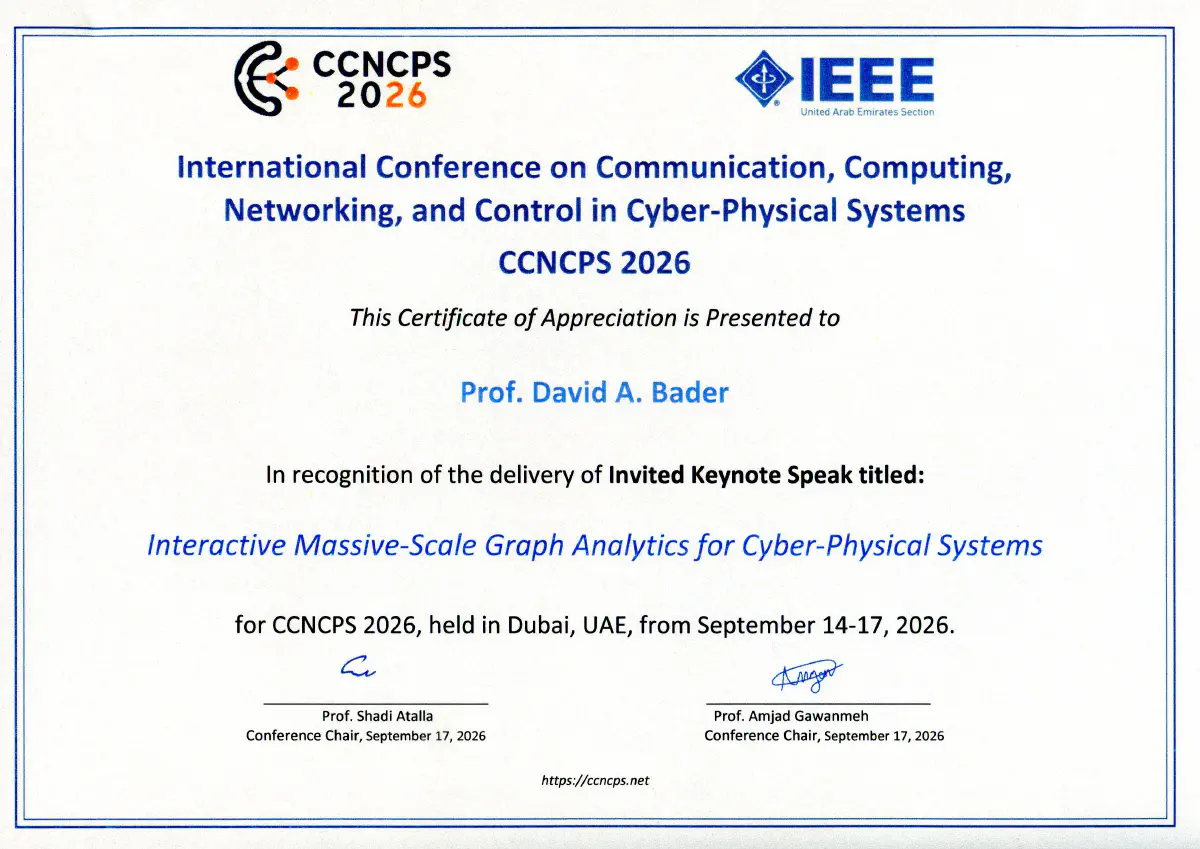 CCNCPS
2026
IEEE
United Arab Emirates Section
International Conference on Communication, Computing,
Networking, and Control in Cyber-Physical Systems
CCNCPS 2026
This Certificate of Appreciation is Presented to
Prof. David A. Bader
In recognition of the delivery of Invited Keynote Speak titled:
Interactive Massive-Scale Graph Analytics for Cyber-Physical Systems
for CCNCPS 2026, held in Dubai, UAE, from September 14-17, 2026.
Prof. Shadi Atalla
Conference Chair, September 17, 2026
Prof. Amjad Gawanmeh
Conference Chair, September 17, 2026
https://ccncps.net